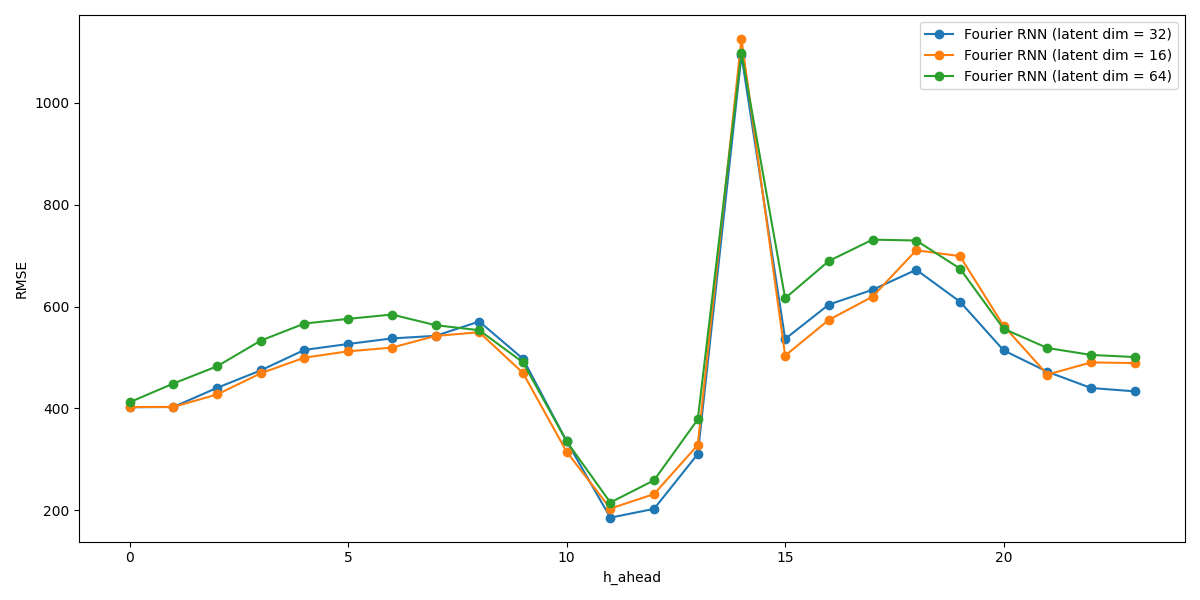 Fourier RNN (latent dim = 32)
Fourier RNN (latent dim = 16)
Fourier RNN (latent dim = 64)
RMSE
1000
800
600
400
200
0 5 10 15 20
h_ahead